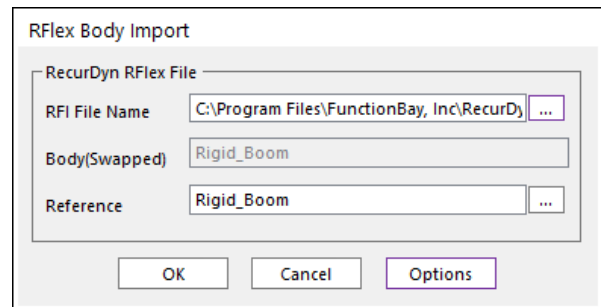 RFlex Body Import
RecurDyn RFlex File
RFI File Name C:\Program Files\FunctionBay, Inc\RecurDy ...
Body(Swapped) Rigid_Boom
Reference Rigid_Boom ...
OK Cancel Options